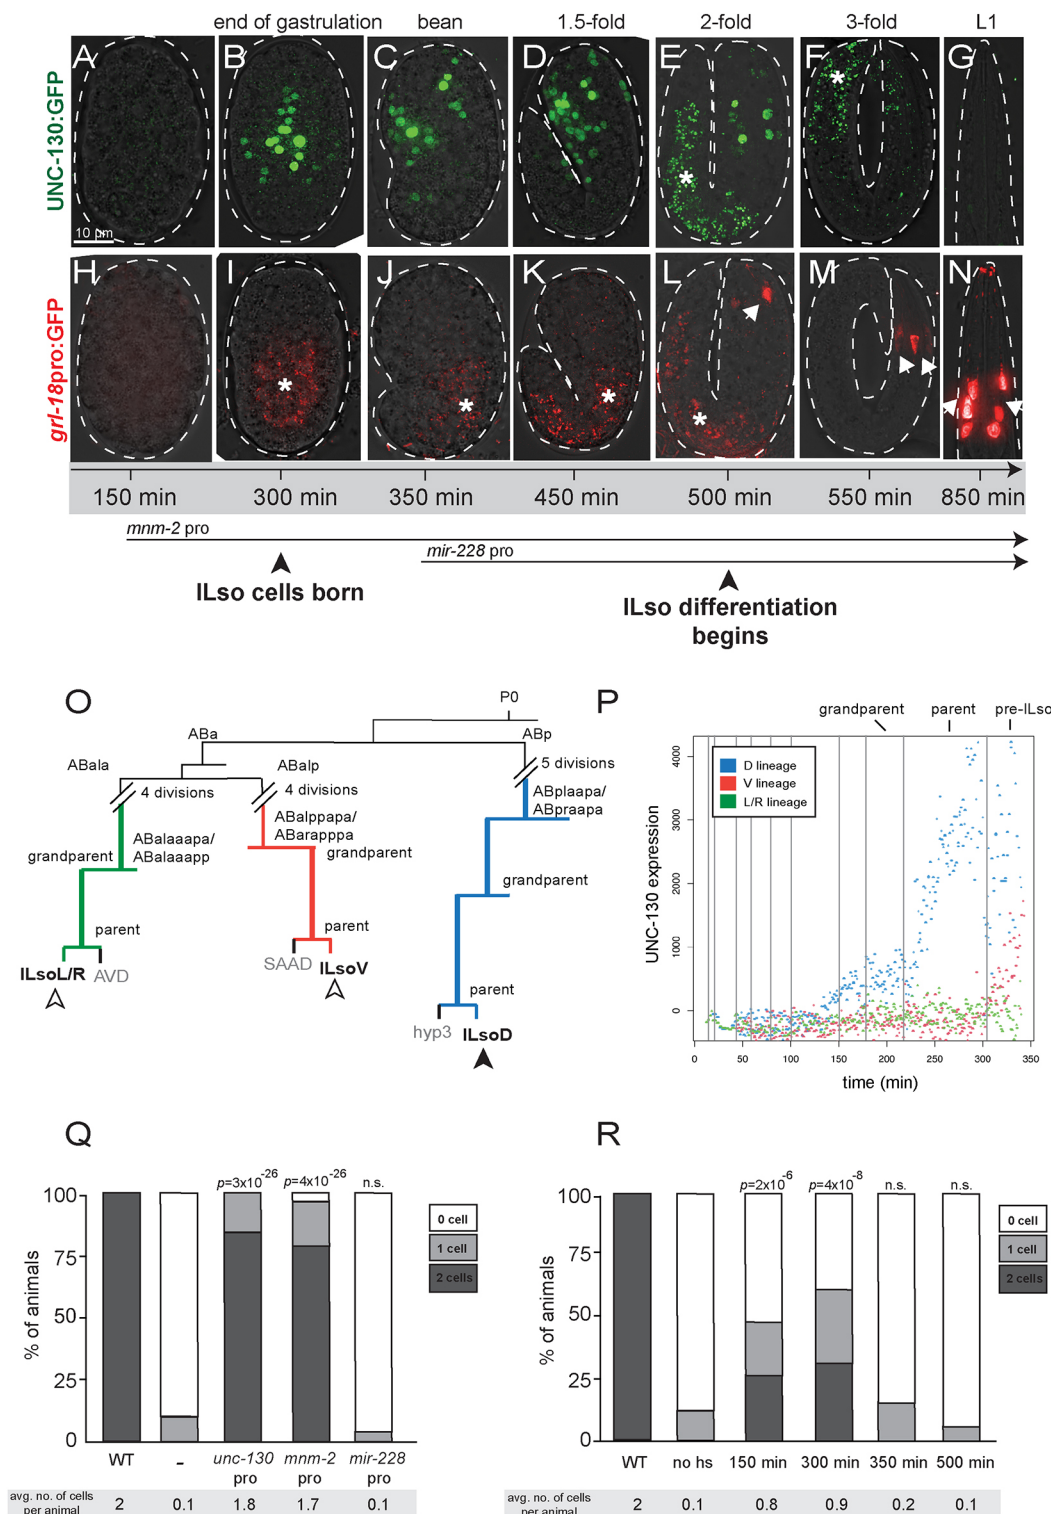 end of gastrulation bean 1.5-fold 2-fold 3-fold L1
UNC-130:GFP
A B C D E F G
* *
10 µm
grl-18pro:GFP
H I J K L M N
* * * *
150 min 300 min 350 min 450 min 500 min 550 min 850 min
mnm-2 pro
mir-228 pro
ILso cells born
ILso differentiation
begins
O
P0
ABa ABp
ABala ABalp
5 divisions
4 divisions 4 divisions
ABplaapa/
ABpraapa
ABalppapa/
ABarapppa
ABalaaapa/
ABalaaapp
grandparent
grandparent
grandparent
parent parent
ILsoL/R AVD
SAAD ILsoV
parent
hyp3 ILsoD
P
grandparent parent pre-ILso
D lineage
V lineage
L/R lineage
UNC-130 expression
4000
3000
2000
1000
0
0 50 100 150 200 250 300 350
time (min)
Q
p=3x10-26 p=4x10-26 n.s.
100
75
50
25
0
% of animals
0 cell
1 cell
2 cells
WT - unc-130 mnm-2 mir-228
pro pro pro
avg. no. of cells
per animal
2 0.1 1.8 1.7 0.1
R
p=2x10-6 p=4x10-8 n.s. n.s.
100
75
50
25
0
% of animals
0 cell
1 cell
2 cells
WT no hs 150 min 300 min 350 min 500 min
avg. no. of cells
per animal
2 0.1 0.8 0.9 0.2 0.1